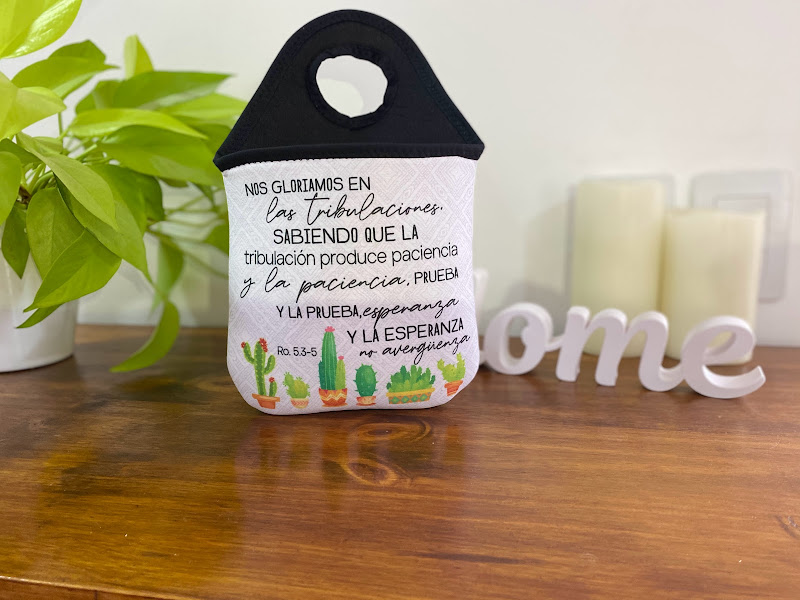 NOS GLORIAMOS EN
las tribulaciones,
SABIENDO QUE LA
tribulación produce paciencia
y la paciencia, PRUEBA
Y LA PRUEBA, esperanza
Y LA ESPERANZA
Ro. 5.3-5
no avergüenza
ome